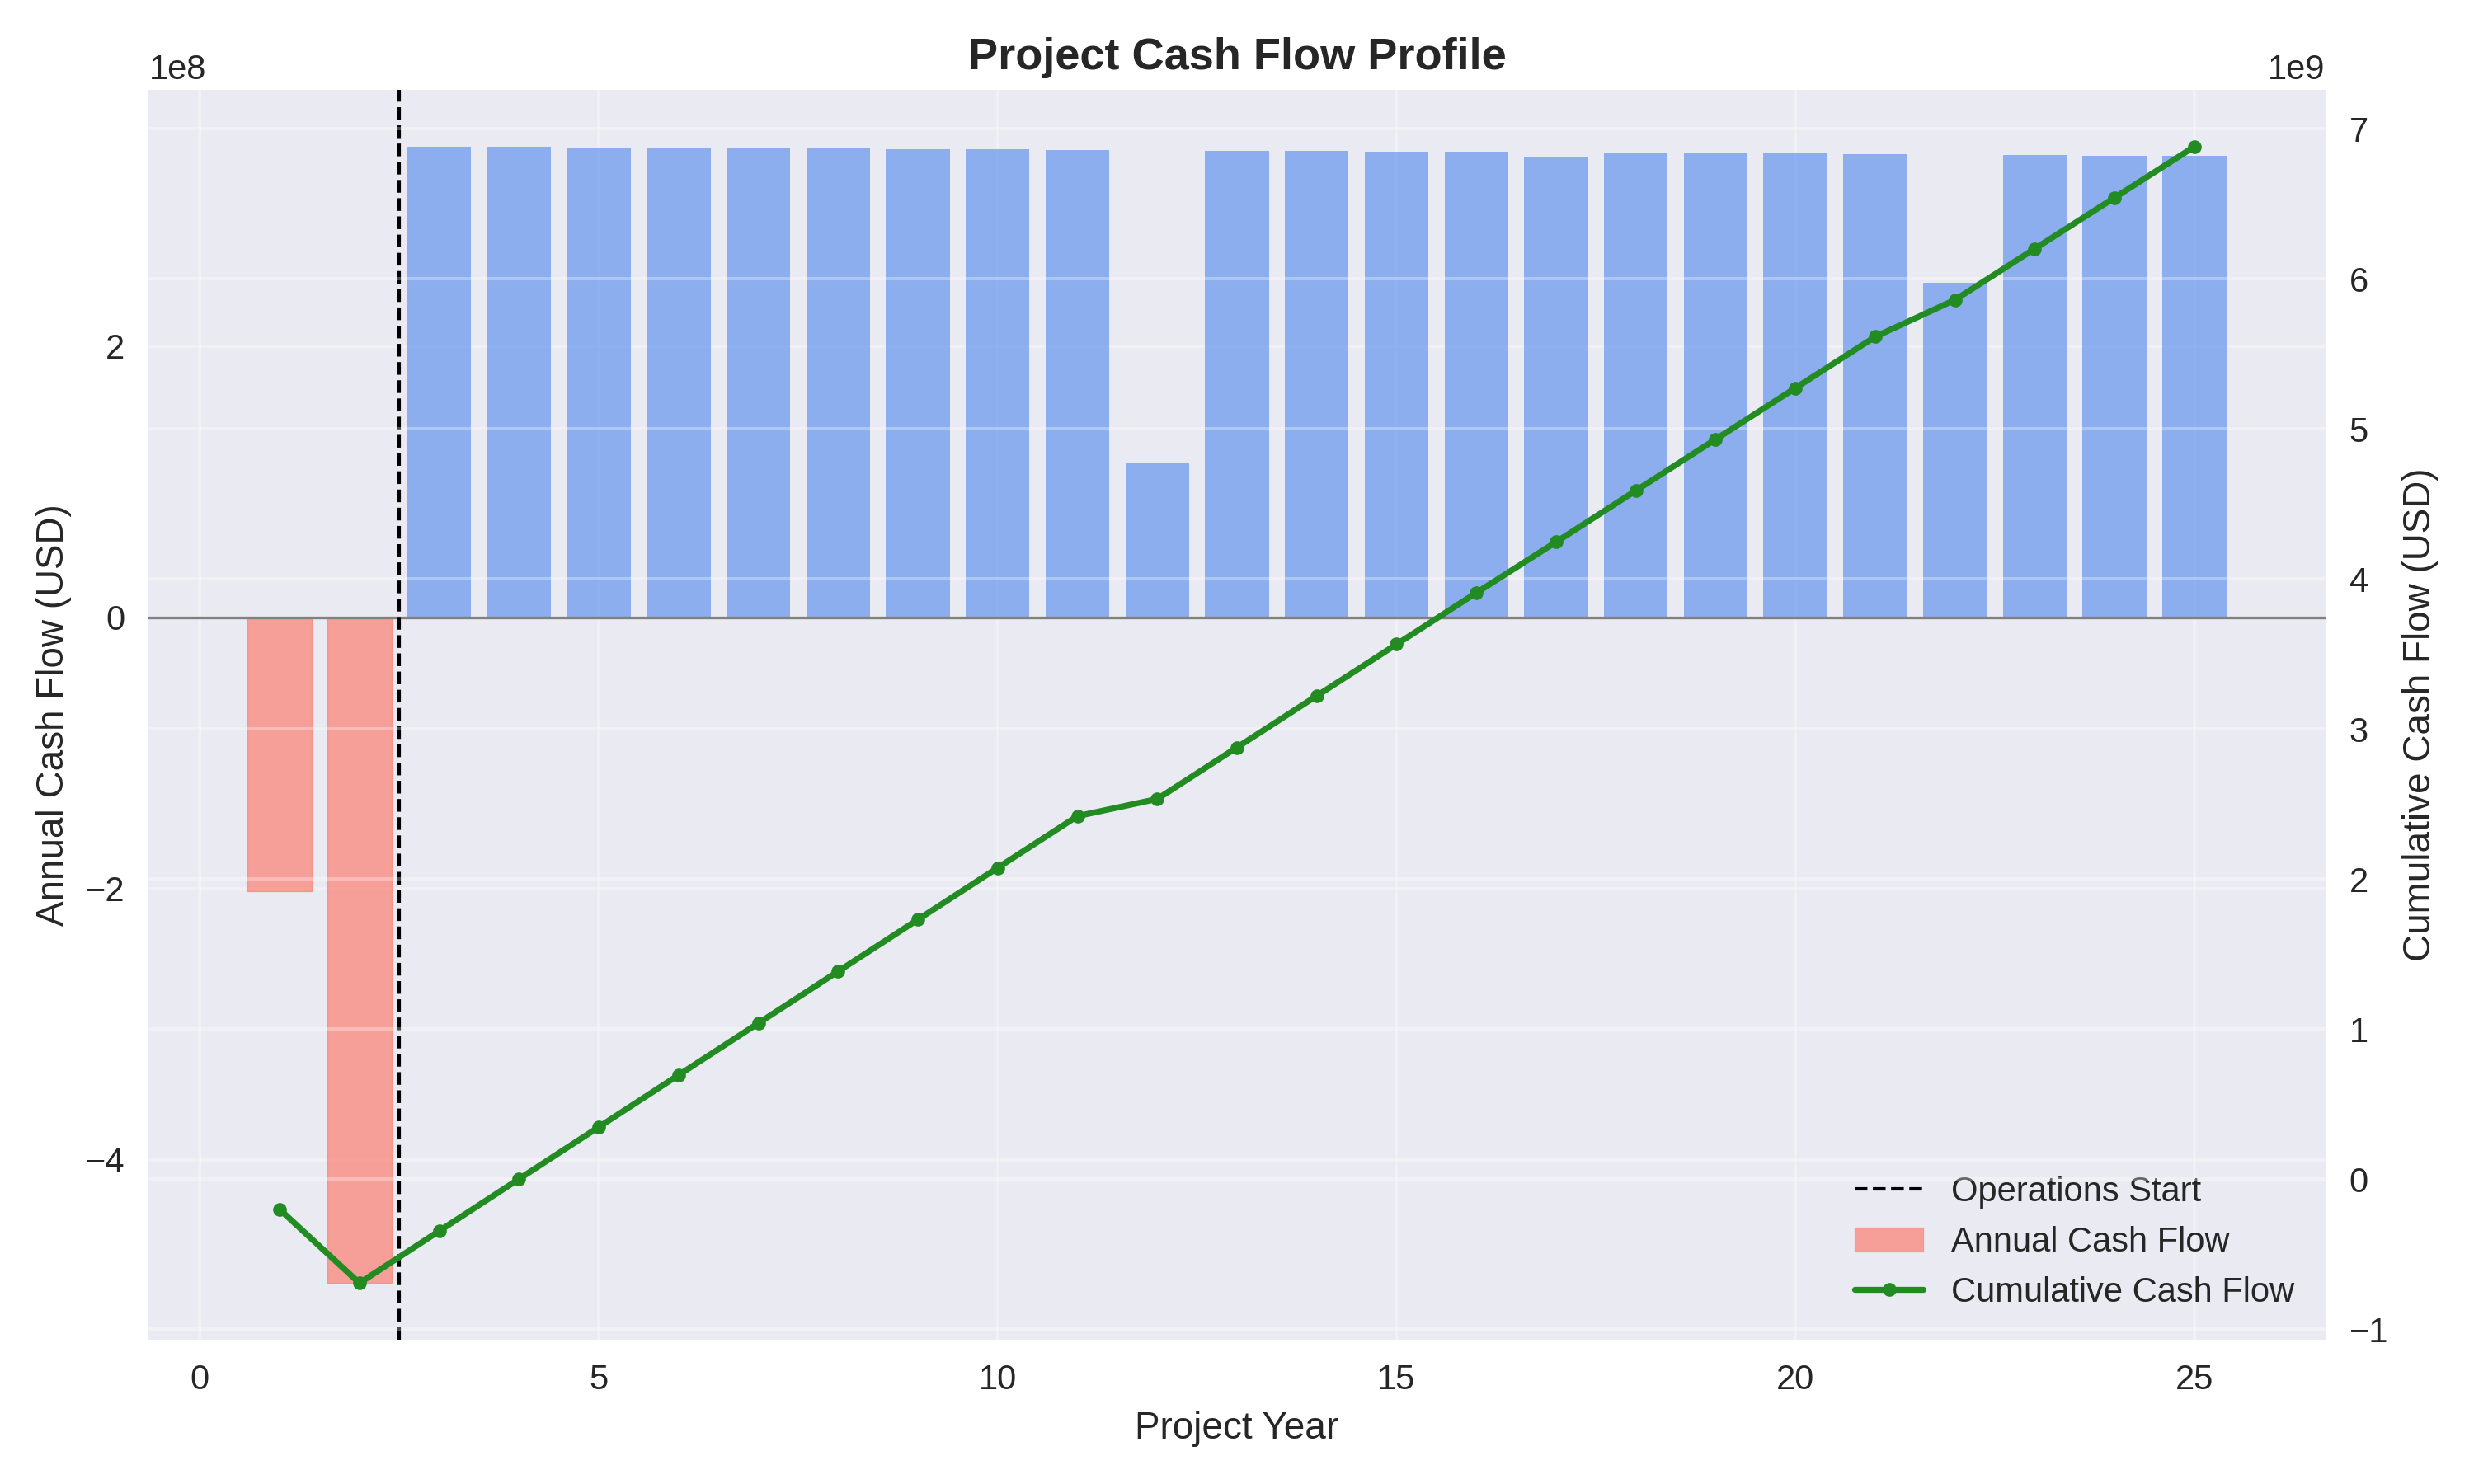 Project Cash Flow Profile
1e8
1e9
Annual Cash Flow (USD)
2
0
−2
−4
7
6
5
4
3
2
1
0
−1
Cumulative Cash Flow (USD)
Operations Start
Annual Cash Flow
Cumulative Cash Flow
0 5 10 15 20 25
Project Year